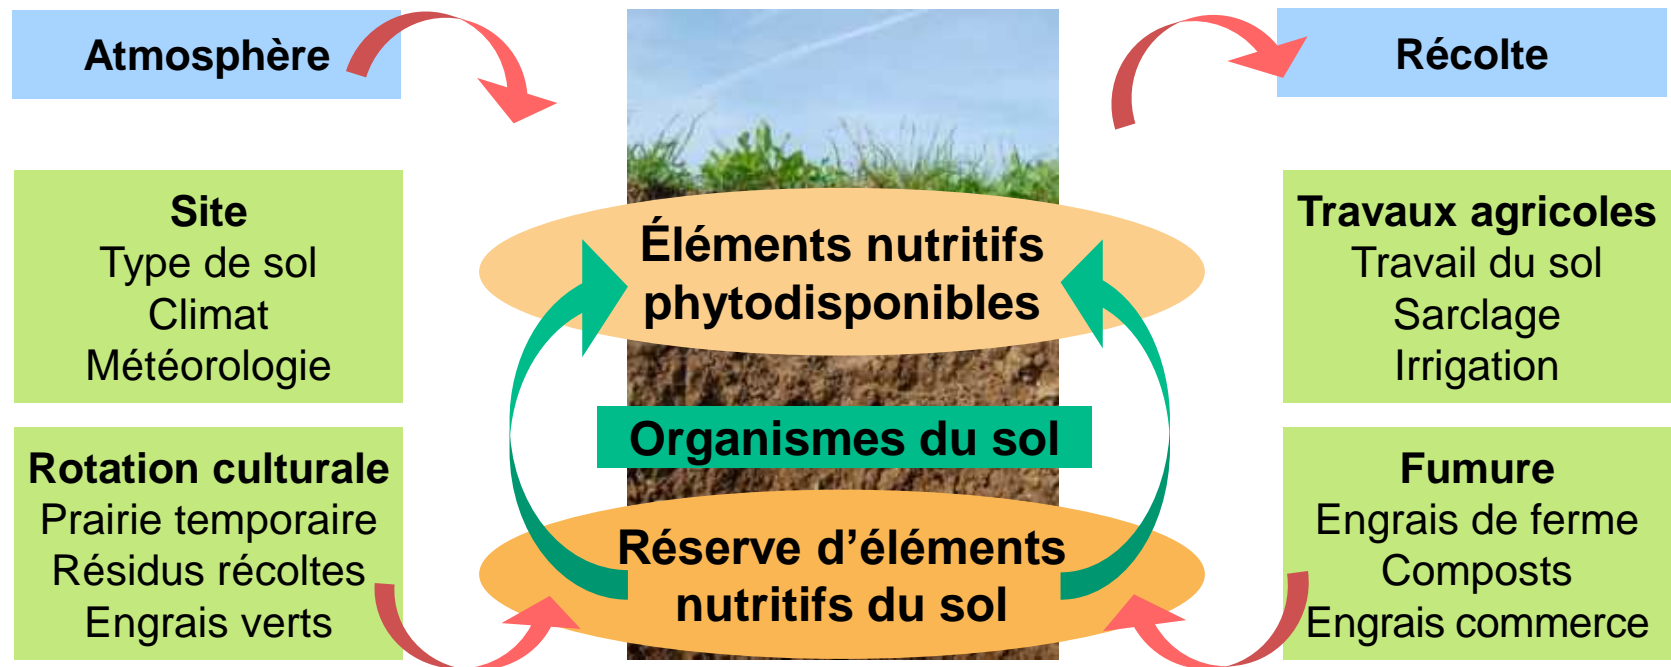 Atmosphère
Récolte
Site
Type de sol
Climat
Météorologie
Éléments nutritifs
phytodisponibles
Travaux agricoles
Travail du sol
Sarclage
Irrigation
Organismes du sol
Rotation culturale
Prairie temporaire
Résidus récoltes
Engrais verts
Réserve d’éléments
nutritifs du sol
Fumure
Engrais de ferme
Composts
Engrais commerce